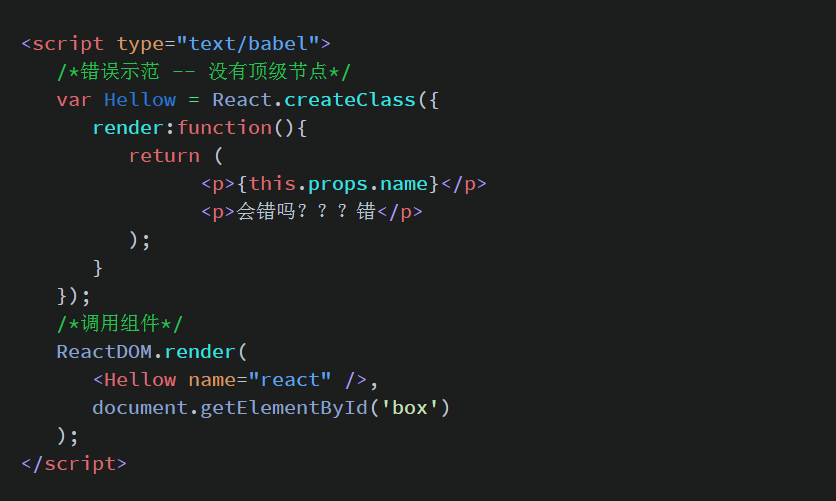 <script type="text/babel">
/*错误示范 -- 没有顶级节点*/
var Hellow = React.createClass({
render:function(){
return (
<p>{this.props.name}</p>
<p>会错吗？？？错</p>
);
}
});
/*调用组件*/
ReactDOM.render(
<Hellow name="react" />,
document.getElementById('box')
);
</script>